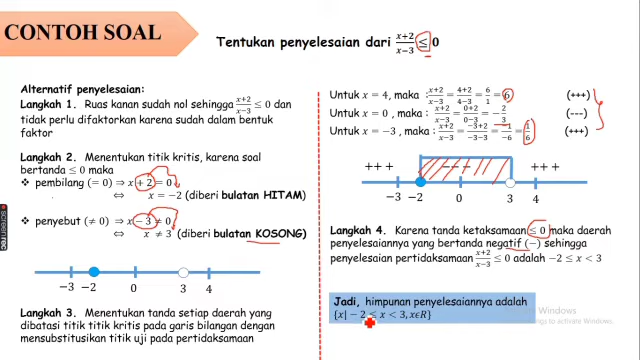 CONTOH SOAL
Tentukan penyelesaian dari (x+2)/(x−3) ≤ 0
Alternatif penyelesaian:
Langkah 1. Ruas kanan sudah nol sehingga (x+2)/(x−3) ≤ 0 dan
tidak perlu difaktorkan karena sudah dalam bentuk
faktor
Langkah 2. Menentukan titik kritis, karena soal
bertanda ≤ 0 maka
❖ pembilang (= 0) ⇒ x + 2 = 0
⇔ x = −2 (diberi bulatan HITAM)
❖ penyebut (≠ 0) ⇒ x − 3 ≠ 0
⇔ x ≠ 3 (diberi bulatan KOSONG)
−3 −2 0 3 4
Langkah 3. Menentukan tanda setiap daerah yang
dibatasi titik titik kritis pada garis bilangan dengan
mensubstitusikan titik uji pada pertidaksamaan
Untuk x = 4, maka : (x+2)/(x−3) = (4+2)/(4−3) = 6/1 = 6 (+++)
Untuk x = 0, maka : (x+2)/(x−3) = (0+2)/(0−3) = −2/3 (---)
Untuk x = −3, maka : (x+2)/(x−3) = (−3+2)/(−3−3) = −1/−6 = 1/6 (+++)
+++ --- +++
−3 −2 0 3 4
Langkah 4. Karena tanda ketaksamaan ≤ 0 maka daerah
penyelesaiannya yang bertanda negatif (−) sehingga
penyelesaian pertidaksamaan (x+2)/(x−3) ≤ 0 adalah −2 ≤ x < 3
Jadi, himpunan penyelesaiannya adalah
{x| − 2 ≤ x < 3, xϵR}
screenrec